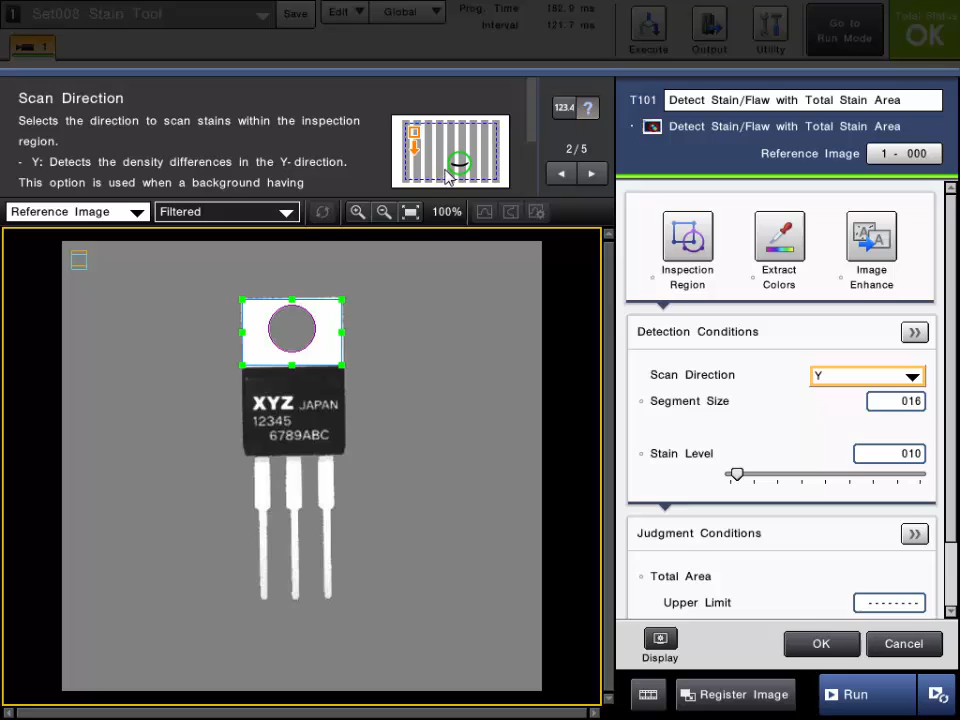 1 Set008 Stain Tool Save Edit Global Prog. Time 182.9 ms
Interval 121.7 ms
Execute Output Utility Go to Run Mode Total Status OK
1
Scan Direction
Selects the direction to scan stains within the inspection
region.
- Y: Detects the density differences in the Y-direction.
This option is used when a background having
123.4 ?
2/5
T101 Detect Stain/Flaw with Total Stain Area
Detect Stain/Flaw with Total Stain Area
Reference Image 1 - 000
Reference Image Filtered 100%
Inspection Region
Extract Colors
Image Enhance
Detection Conditions
Scan Direction Y
Segment Size 016
Stain Level 010
Judgment Conditions
Total Area
Upper Limit --------
XYZ JAPAN
12345
6789ABC
Display OK Cancel
Register Image Run